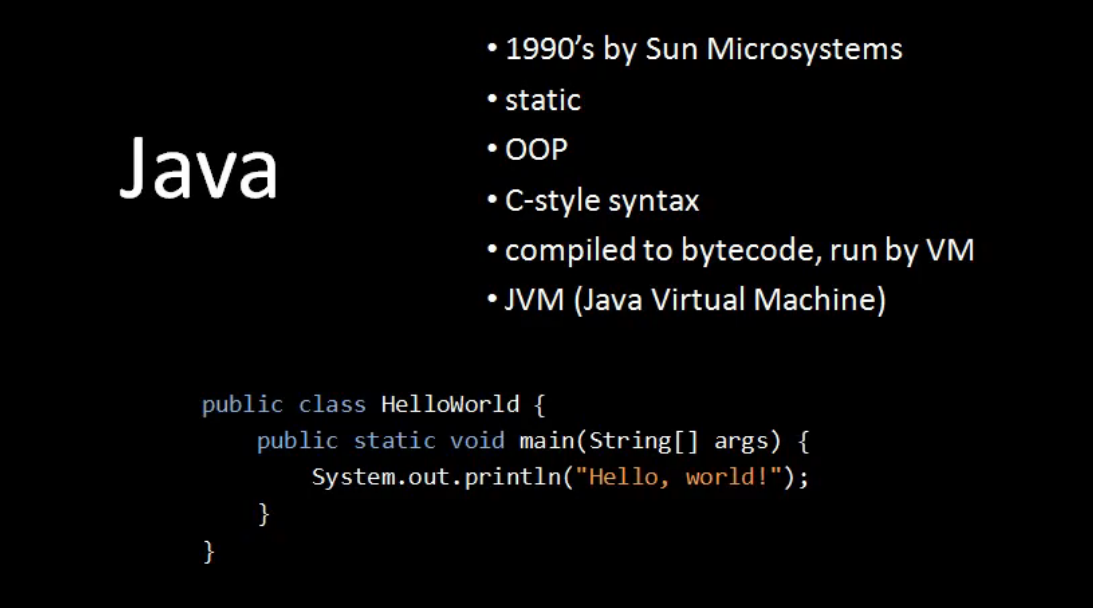 Java
• 1990’s by Sun Microsystems
• static
• OOP
• C-style syntax
• compiled to bytecode, run by VM
• JVM (Java Virtual Machine)
public class HelloWorld {
    public static void main(String[] args) {
        System.out.println("Hello, world!");
    }
}